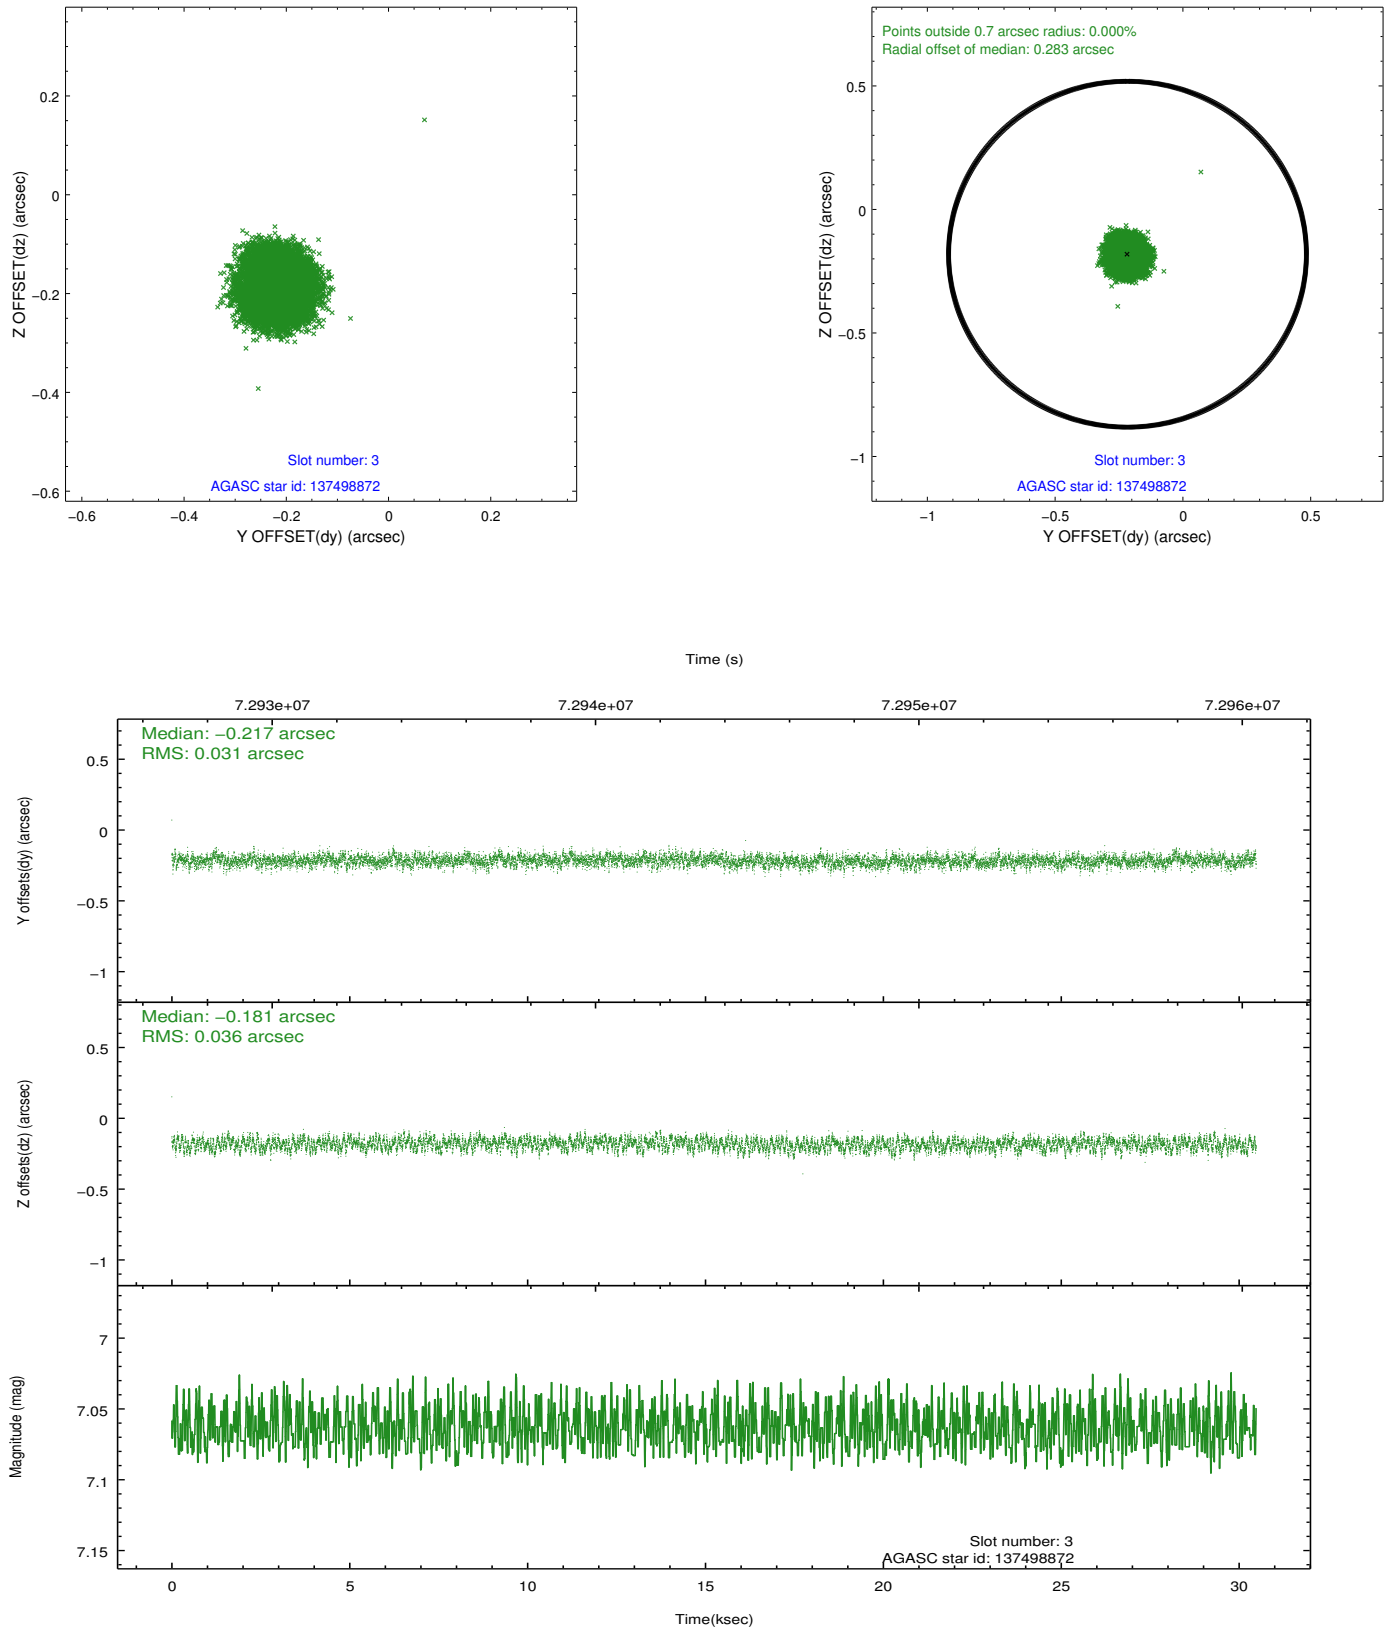 0.2
0
−0.2
−0.4
−0.6
Z OFFSET(dz) (arcsec)
Slot number: 3
AGASC star id: 137498872
−0.6
−0.4
−0.2
0
0.2
Y OFFSET(dy) (arcsec)
Points outside 0.7 arcsec radius: 0.000%
Radial offset of median: 0.283 arcsec
0.5
0
−0.5
−1
Z OFFSET(dz) (arcsec)
Slot number: 3
AGASC star id: 137498872
−1
−0.5
0
0.5
Y OFFSET(dy) (arcsec)
Time (s)
7.293e+07
7.294e+07
7.295e+07
7.296e+07
Median: −0.217 arcsec
RMS: 0.031 arcsec
0.5
0
−0.5
−1
Y offsets(dy) (arcsec)
Median: −0.181 arcsec
RMS: 0.036 arcsec
0.5
0
−0.5
−1
Z offsets(dz) (arcsec)
7
7.05
7.1
7.15
Magnitude (mag)
Slot number: 3
AGASC star id: 137498872
0
5
10
15
20
25
30
Time(ksec)